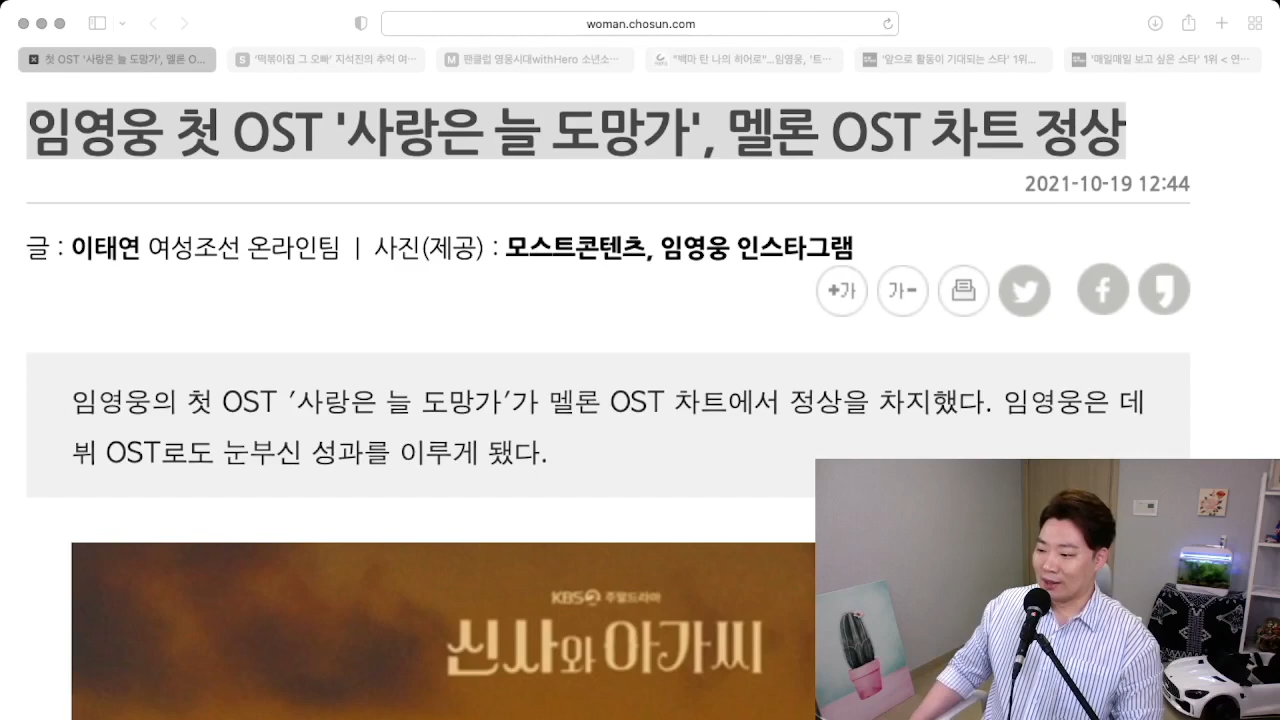 woman.chosun.com
첫 OST '사랑은 늘 도망가', 멜론 O...
'떡볶이집 그 오빠' 지석진의 추억 여...
팬클럽 영웅시대withHero 소년소...
"백마 탄 나의 히어로"...임영웅, '트...
'앞으로 활동이 기대되는 스타' 1위...
'매일매일 보고 싶은 스타' 1위 < 연...
임영웅 첫 OST '사랑은 늘 도망가', 멜론 OST 차트 정상
2021-10-19 12:44
글 : 이태연 여성조선 온라인팀 | 사진(제공) : 모스트콘텐츠, 임영웅 인스타그램
+가 가-
임영웅의 첫 OST '사랑은 늘 도망가'가 멜론 OST 차트에서 정상을 차지했다. 임영웅은 데
뷔 OST로도 눈부신 성과를 이루게 됐다.
KBS2 주말드라마
신사와 아가씨